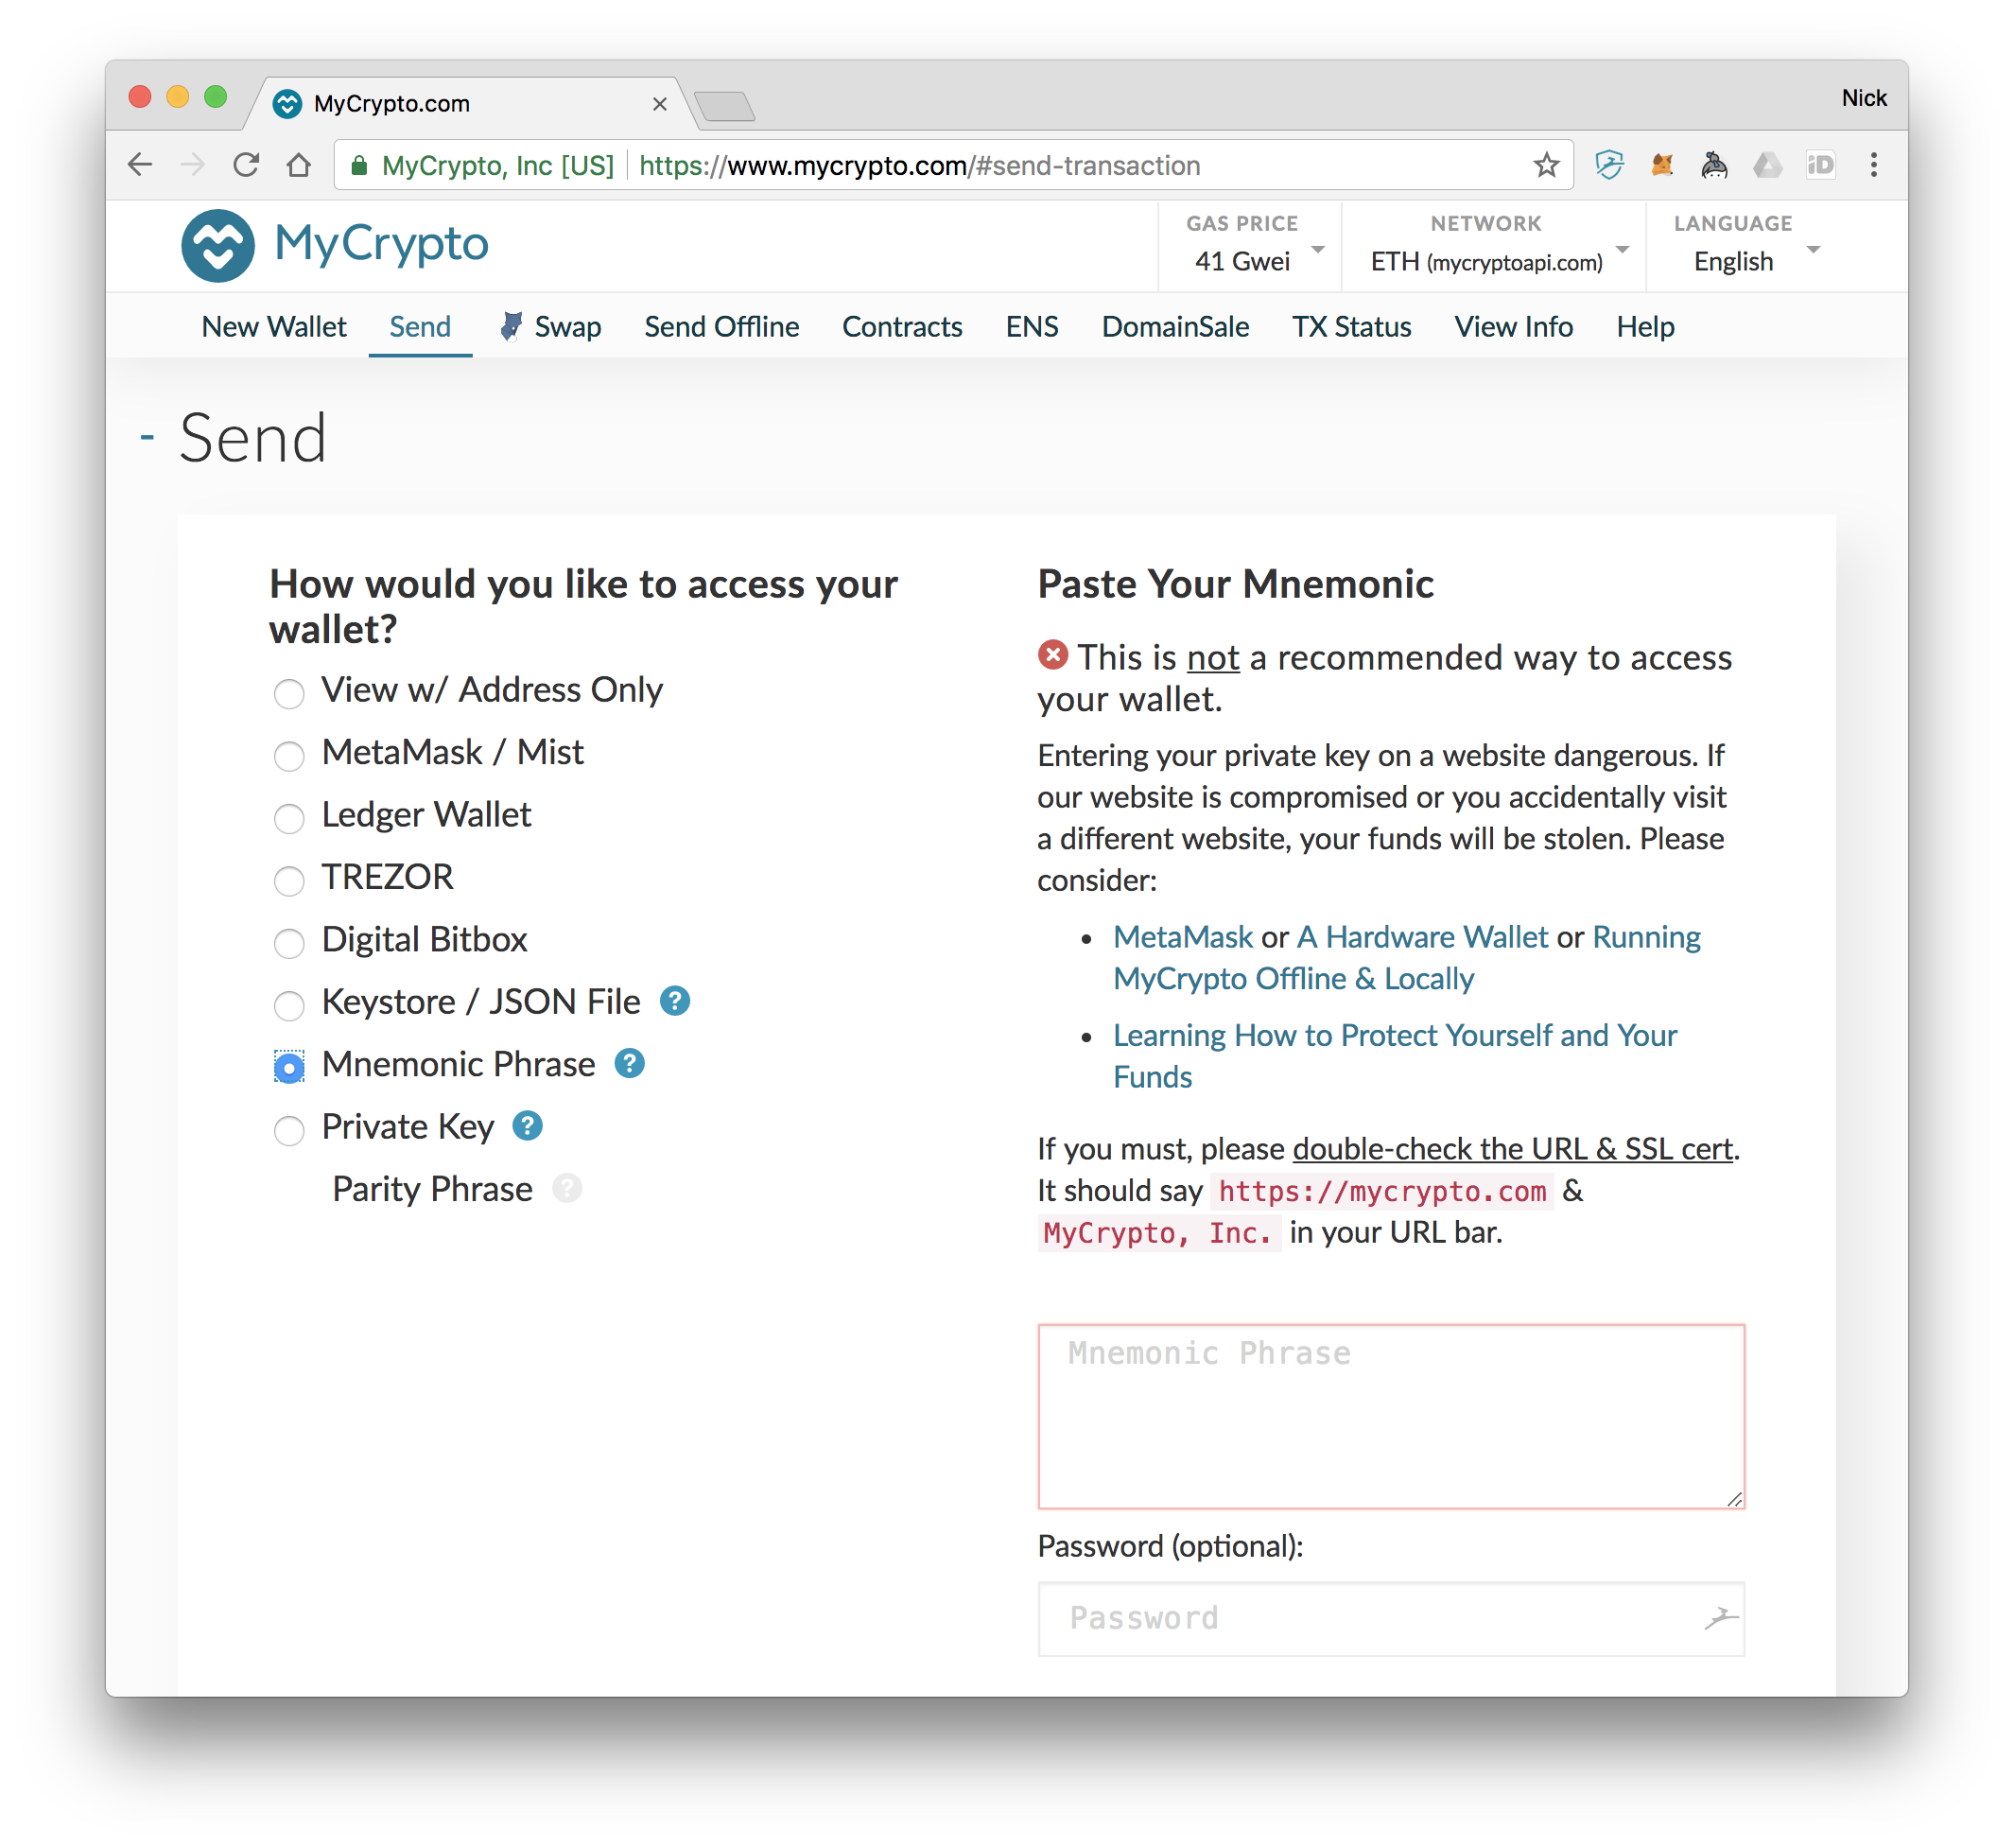 MyCrypto.com
Nick
MyCrypto, Inc [US] https://www.mycrypto.com/#send-transaction
iD
MyCrypto
GAS PRICE
41 Gwei
NETWORK
ETH (mycryptoapi.com)
LANGUAGE
English
New Wallet Send Swap Send Offline Contracts ENS DomainSale TX Status View Info Help
- Send
How would you like to access your
wallet?
View w/ Address Only
MetaMask / Mist
Ledger Wallet
TREZOR
Digital Bitbox
Keystore / JSON File ?
Mnemonic Phrase ?
Private Key ?
Parity Phrase ?
Paste Your Mnemonic
This is not a recommended way to access
your wallet.
Entering your private key on a website dangerous. If
our website is compromised or you accidentally visit
a different website, your funds will be stolen. Please
consider:
• MetaMask or A Hardware Wallet or Running
MyCrypto Offline & Locally
• Learning How to Protect Yourself and Your
Funds
If you must, please double-check the URL & SSL cert.
It should say https://mycrypto.com &
MyCrypto, Inc. in your URL bar.
Mnemonic Phrase
Password (optional):
Password